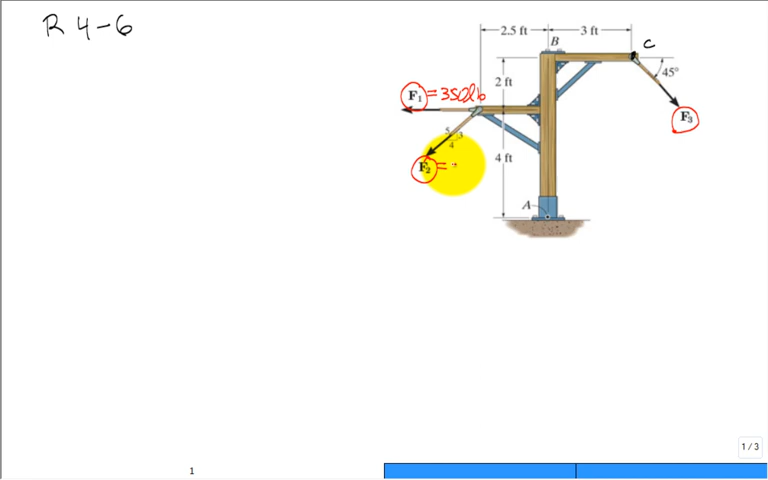 R 4-6
2.5 ft
3 ft
B
C
2 ft
45°
F1 = 350lb
F3
5
3
4
4 ft
F2 =
A
1 / 3
1